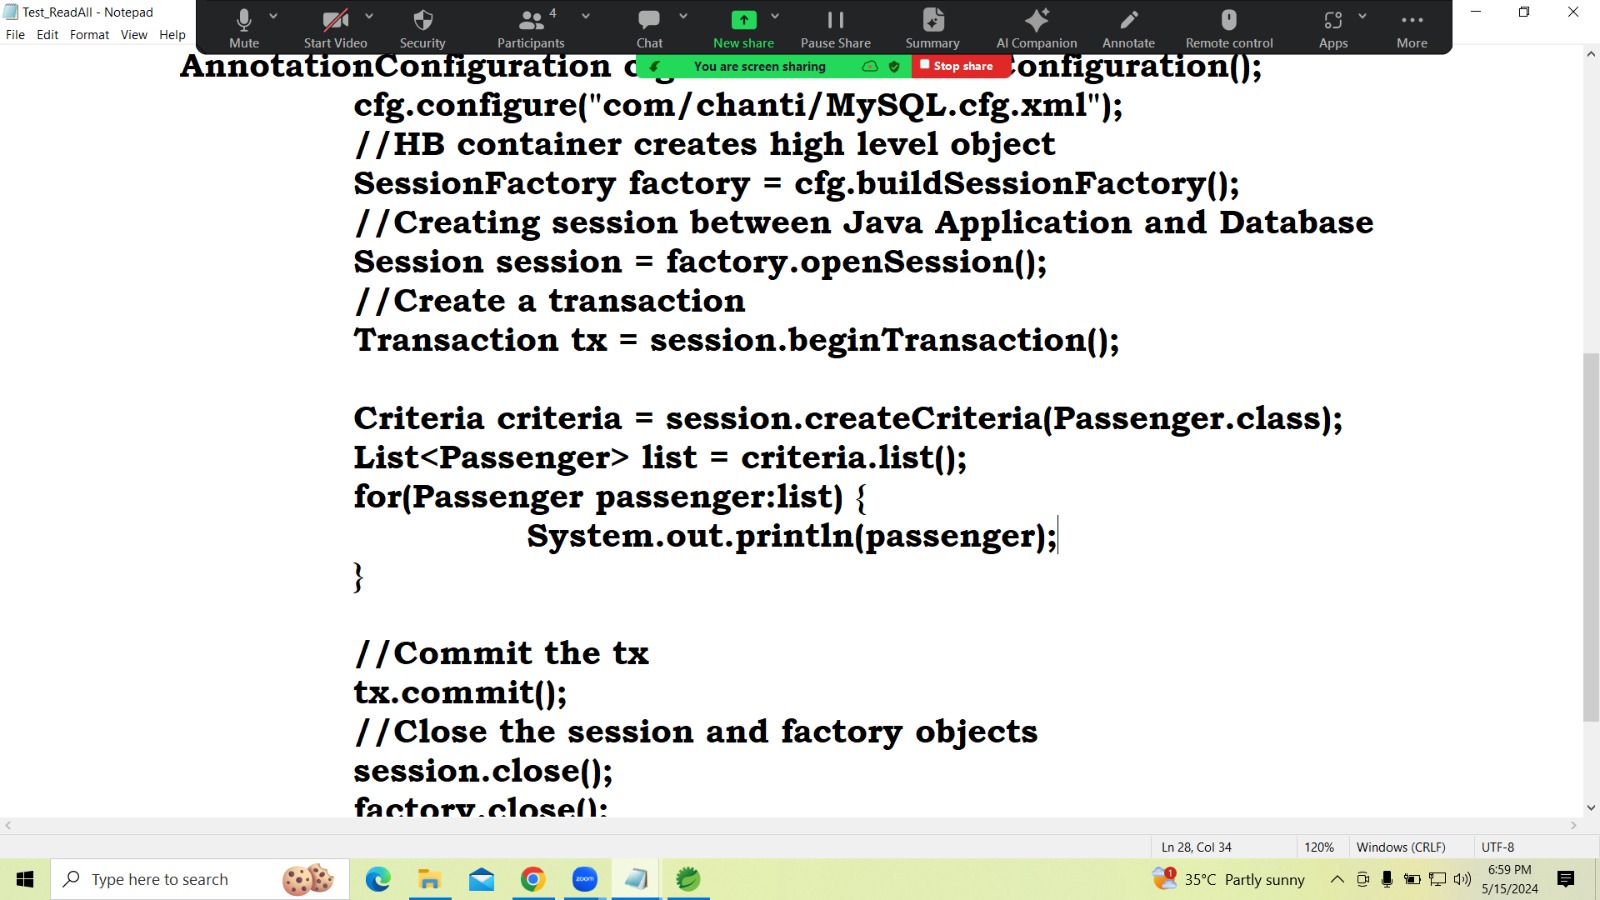 Test_ReadAll - Notepad
File Edit Format View Help
Mute
Start Video
Security
4
Participants
Chat
New share
Pause Share
Summary
AI Companion
Annotate
Remote control
Apps
More
You are screen sharing
Stop share
AnnotationConfiguration c onfiguration();
cfg.configure("com/chanti/MySQL.cfg.xml");
//HB container creates high level object
SessionFactory factory = cfg.buildSessionFactory();
//Creating session between Java Application and Database
Session session = factory.openSession();
//Create a transaction
Transaction tx = session.beginTransaction();
Criteria criteria = session.createCriteria(Passenger.class);
List<Passenger> list = criteria.list();
for(Passenger passenger:list) {
System.out.println(passenger);
}
//Commit the tx
tx.commit();
//Close the session and factory objects
session.close();
factory.close();
Ln 28, Col 34
120%
Windows (CRLF)
UTF-8
Type here to search
zoom
1
35°C Partly sunny
6:59 PM
5/15/2024